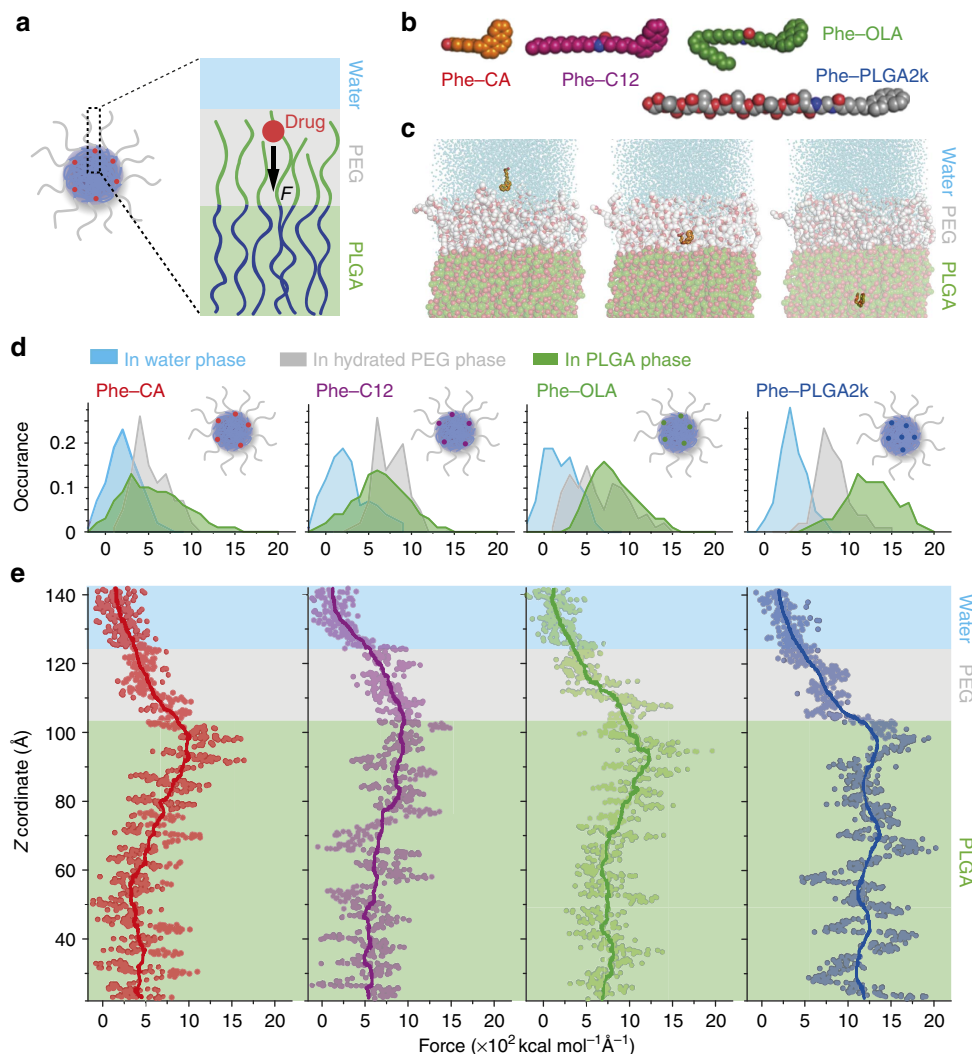 a
Water
PEG
PLGA
Drug
F
b
Phe–CA
Phe–C12
Phe–OLA
Phe–PLGA2k
c
Water
PEG
PLGA
d
In water phase
In hydrated PEG phase
In PLGA phase
Phe–CA
Phe–C12
Phe–OLA
Phe–PLGA2k
Occurance
0.2
0.1
0
0 5 10 15 20
0 5 10 15 20
0 5 10 15 20
0 5 10 15 20
e
Z cordinate (Å)
140
120
100
80
60
40
Water
PEG
PLGA
0 5 10 15 20
0 5 10 15 20
0 5 10 15 20
0 5 10 15 20
Force (×10² kcal mol⁻¹Å⁻¹)